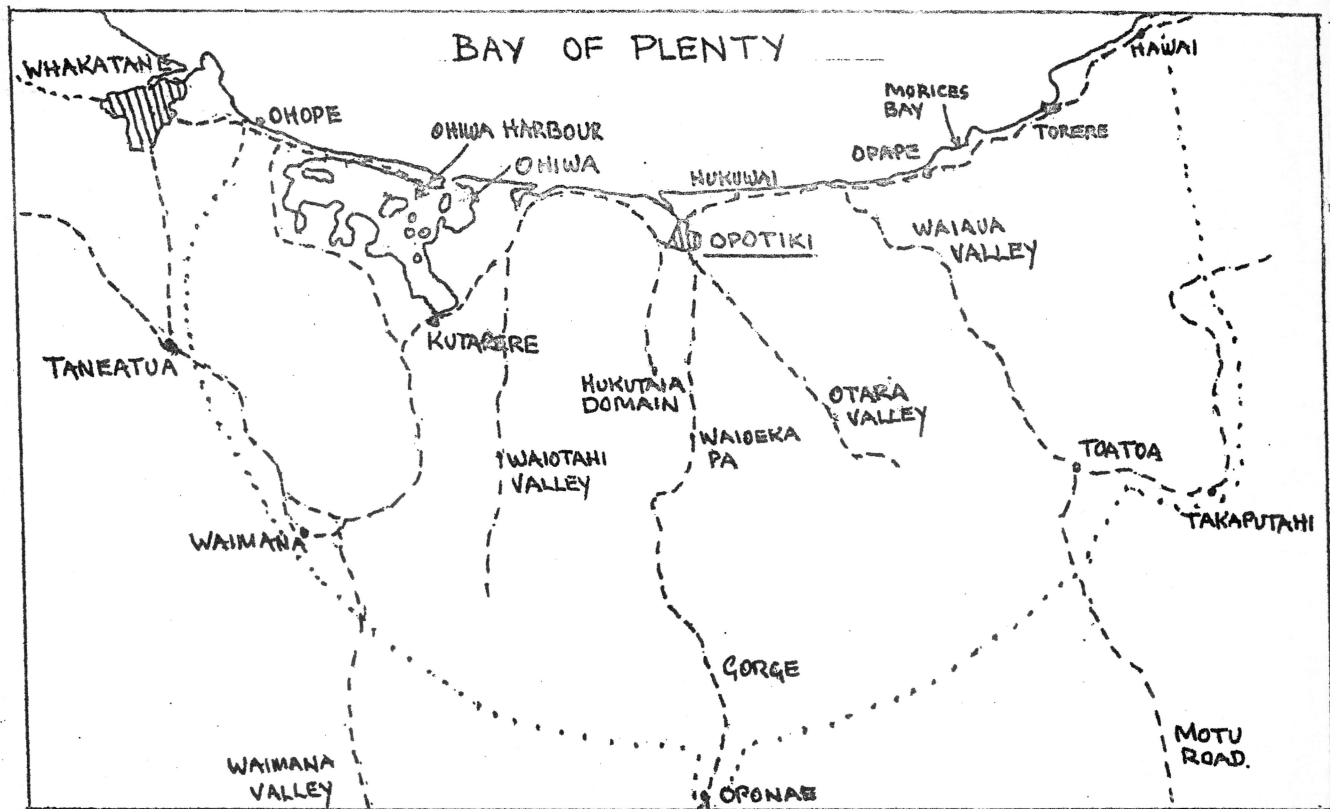 BAY OF PLENTY
WHAKATANE
HAWAI
MORICES
BAY
OHOPE
TORERE
OHIWA HARBOUR
OPAPE
OHIWA
HUKUWAI
WAIAUA
VALLEY
OPOTIKI
KUTARERE
TANEATUA
HUKUTAIA
DOMAIN
OTARA
VALLEY
WAIOEKA
PA
TOATOA
WAIOTAHI
VALLEY
TAKAPUTAHI
WAIMANA
GORGE
MOTU
ROAD.
WAIMANA
VALLEY
OPONAE